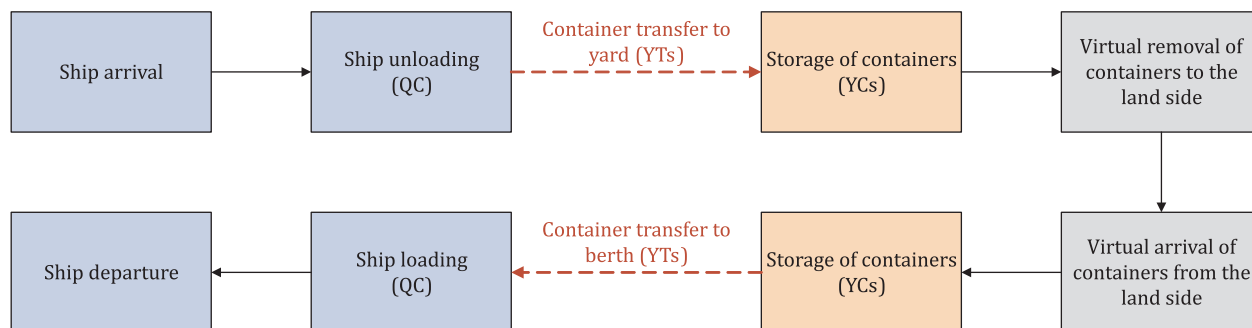 Ship arrival
Ship unloading
(QC)
Container transfer to
yard (YTs)
Storage of containers
(YCs)
Virtual removal of
containers to the
land side
Ship departure
Ship loading
(QC)
Container transfer to
berth (YTs)
Storage of containers
(YCs)
Virtual arrival of
containers from the
land side